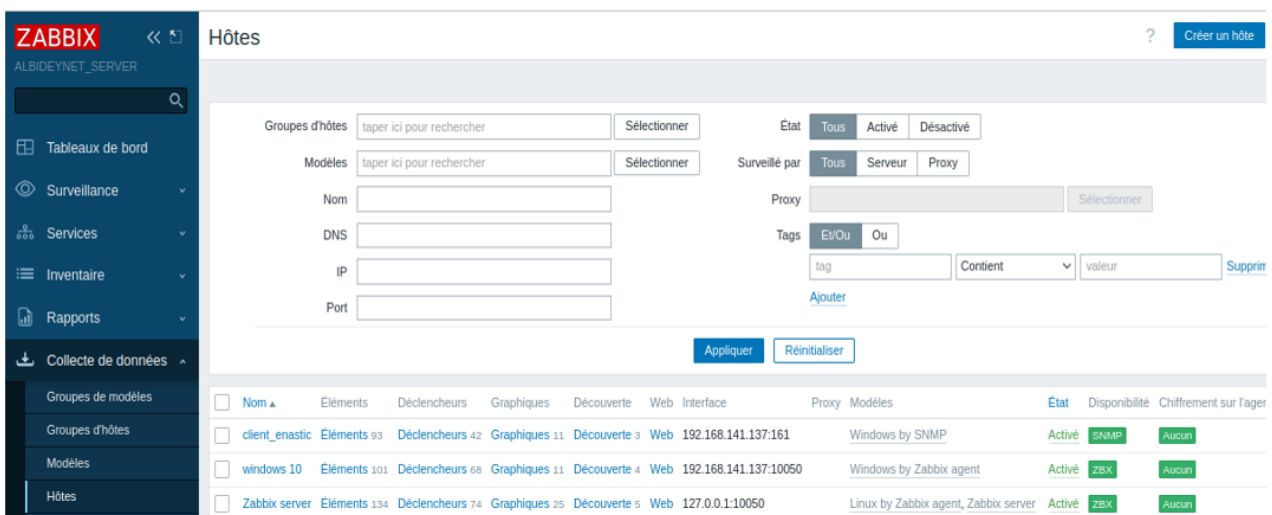 ZABBIX
ALBIDEYNET_SERVER
Tableaux de bord
Surveillance
Services
Inventaire
Rapports
Collecte de données
Groupes de modèles
Groupes d'hôtes
Modèles
Hôtes
Hôtes
? Créer un hôte
Groupes d'hôtes taper ici pour rechercher Sélectionner État Tous Activé Désactivé
Modèles taper ici pour rechercher Sélectionner Surveillé par Tous Serveur Proxy
Nom Proxy Sélectionner
DNS Tags Et/Ou Ou
IP tag Contient valeur Supprim
Port Ajouter
Appliquer Réinitialiser
Nom Éléments Déclencheurs Graphiques Découverte Web Interface Proxy Modèles État Disponibilité Chiffrement sur l'agen
client_enastic Éléments 93 Déclencheurs 42 Graphiques 11 Découverte 3 Web 192.168.141.137:161 Windows by SNMP Activé SNMP Aucun
windows 10 Éléments 101 Déclencheurs 68 Graphiques 11 Découverte 4 Web 192.168.141.137:10050 Windows by Zabbix agent Activé ZBX Aucun
Zabbix server Éléments 134 Déclencheurs 74 Graphiques 25 Découverte 5 Web 127.0.0.1:10050 Linux by Zabbix agent, Zabbix server Activé ZBX Aucun